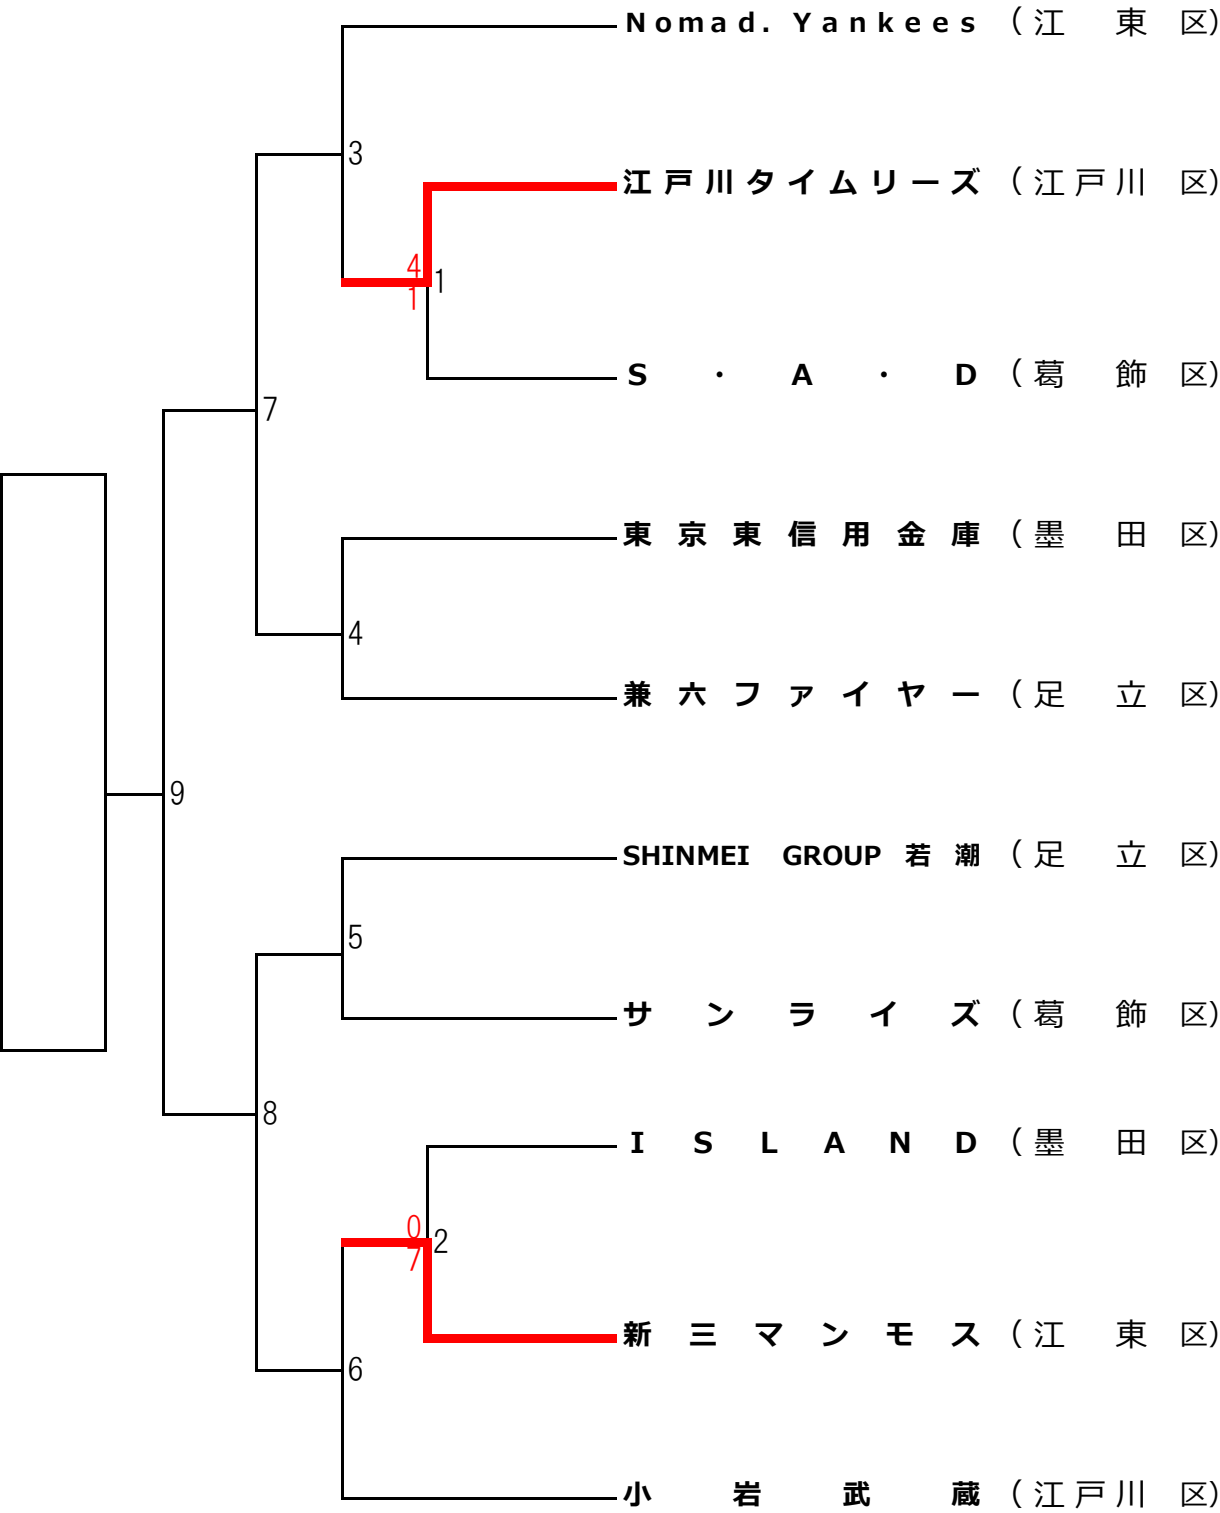 Nomad. Yankees (江東区)
3
江戸川タイムリーズ (江戸川区)
4
1
1
S・A・D (葛飾区)
7
東京東信用金庫 (墨田区)
4
兼六ファイヤー (足立区)
9
SHINMEI GROUP 若潮 (足立区)
5
サンライズ (葛飾区)
8
ISLAND (墨田区)
0
2
7
新三マンモス (江東区)
6
小岩武蔵 (江戸川区)